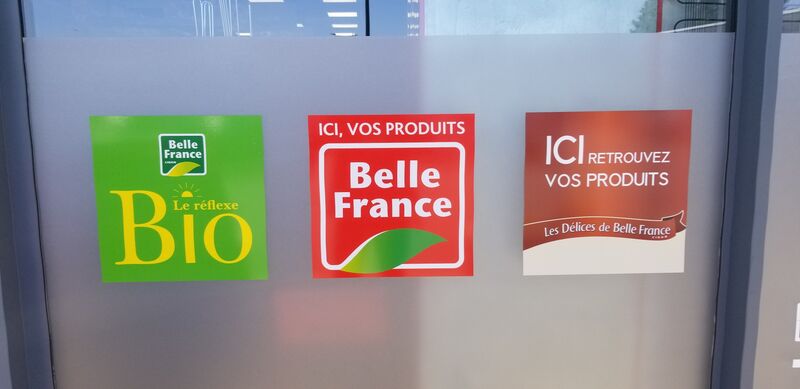 Belle
France
Le réflexe
BIO
ICI, VOS PRODUITS
Belle
France
ICI RETROUVEZ
VOS PRODUITS
Les Délices de Belle France